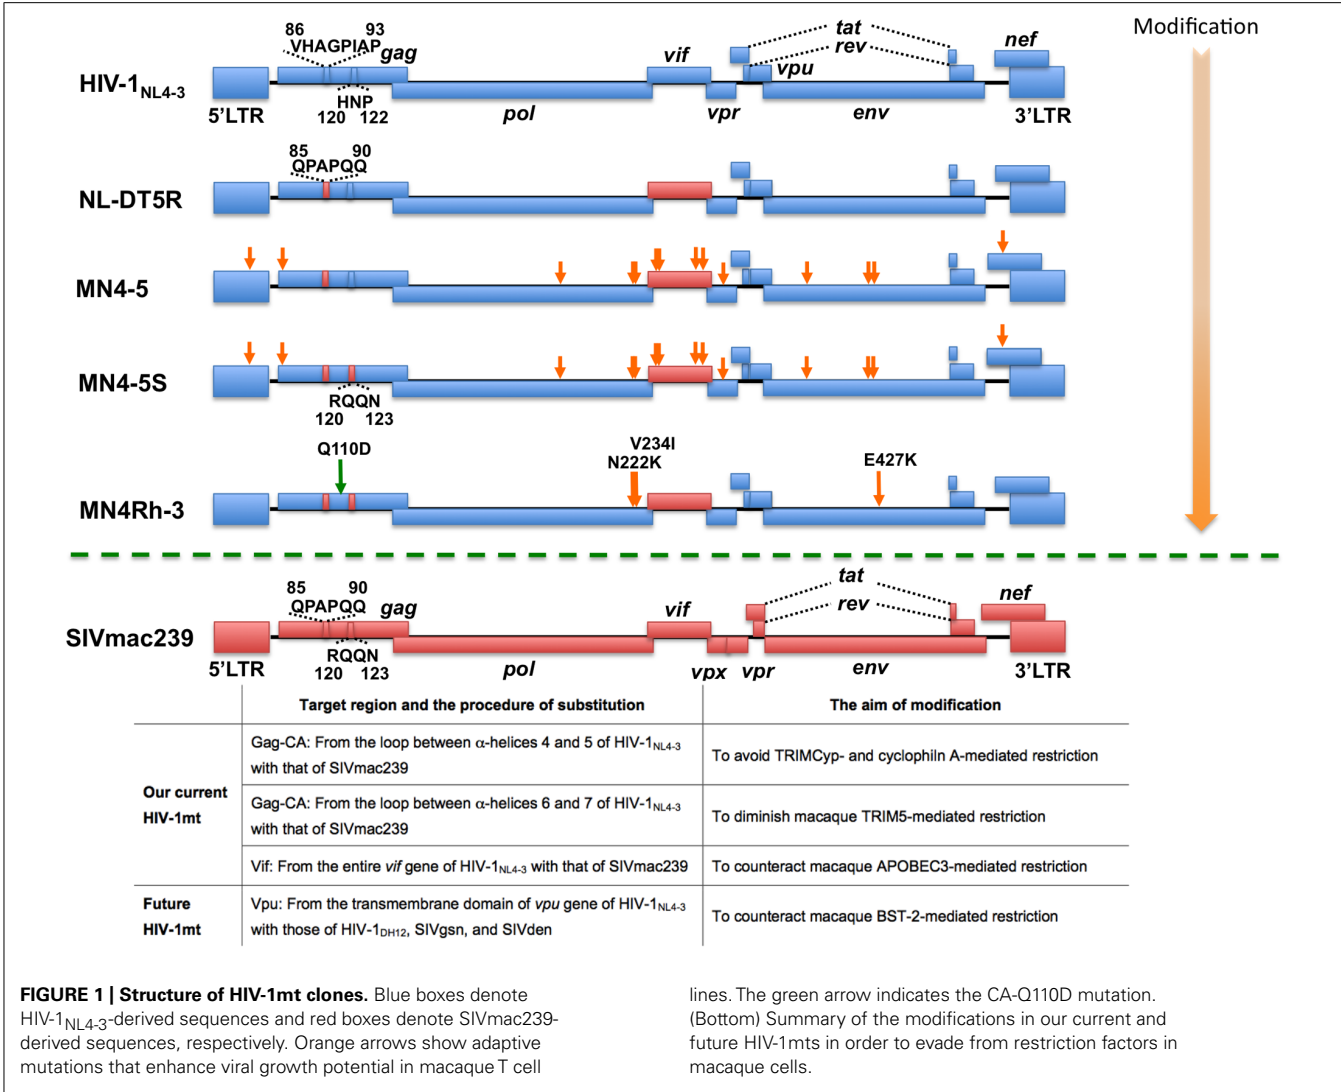 Modification
86 93
VHAGPIAP gag
vif
tat
rev
vpu
nef
HIV-1NL4-3
5'LTR
HNP
120 122
pol
vpr
env
3'LTR
85 90
QPAPQQ
NL-DT5R
MN4-5
MN4-5S
RQQN
120 123
Q110D
V234I
N222K
E427K
MN4Rh-3
85 90
QPAPQQ gag
vif
tat
rev
nef
SIVmac239
5'LTR
RQQN
120 123
pol
vpx
vpr
env
3'LTR
Target region and the procedure of substitution
The aim of modification
Our current
HIV-1mt
Gag-CA: From the loop between α-helices 4 and 5 of HIV-1NL4-3
with that of SIVmac239
To avoid TRIMCyp- and cyclophiln A-mediated restriction
Gag-CA: From the loop between α-helices 6 and 7 of HIV-1NL4-3
with that of SIVmac239
To diminish macaque TRIM5-mediated restriction
Vif: From the entire vif gene of HIV-1NL4-3 with that of SIVmac239
To counteract macaque APOBEC3-mediated restriction
Future
HIV-1mt
Vpu: From the transmembrane domain of vpu gene of HIV-1NL4-3
with those of HIV-1DH12, SIVgsn, and SIVden
To counteract macaque BST-2-mediated restriction
FIGURE 1 | Structure of HIV-1mt clones. Blue boxes denote
HIV-1NL4-3-derived sequences and red boxes denote SIVmac239-
derived sequences, respectively. Orange arrows show adaptive
mutations that enhance viral growth potential in macaque T cell
lines. The green arrow indicates the CA-Q110D mutation.
(Bottom) Summary of the modifications in our current and
future HIV-1mts in order to evade from restriction factors in
macaque cells.